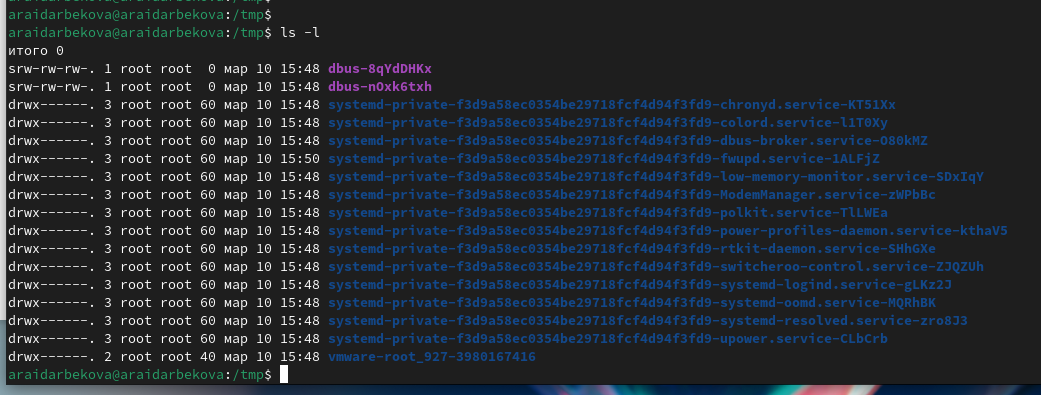 araidarbekova@araidarbekova:/tmp$
araidarbekova@araidarbekova:/tmp$ ls -l
итого 0
srw-rw-rw-. 1 root root  0 мар 10 15:48 dbus-8qYdDHKx
srw-rw-rw-. 1 root root  0 мар 10 15:48 dbus-nOxk6txh
drwx------. 3 root root 60 мар 10 15:48 systemd-private-f3d9a58ec0354be29718fcf4d94f3fd9-chronyd.service-KT51Xx
drwx------. 3 root root 60 мар 10 15:48 systemd-private-f3d9a58ec0354be29718fcf4d94f3fd9-colord.service-l1T0Xy
drwx------. 3 root root 60 мар 10 15:48 systemd-private-f3d9a58ec0354be29718fcf4d94f3fd9-dbus-broker.service-O80kMZ
drwx------. 3 root root 60 мар 10 15:50 systemd-private-f3d9a58ec0354be29718fcf4d94f3fd9-fwupd.service-1ALFjZ
drwx------. 3 root root 60 мар 10 15:48 systemd-private-f3d9a58ec0354be29718fcf4d94f3fd9-low-memory-monitor.service-SDxIqY
drwx------. 3 root root 60 мар 10 15:48 systemd-private-f3d9a58ec0354be29718fcf4d94f3fd9-ModemManager.service-zWPbBc
drwx------. 3 root root 60 мар 10 15:48 systemd-private-f3d9a58ec0354be29718fcf4d94f3fd9-polkit.service-TlLWEa
drwx------. 3 root root 60 мар 10 15:48 systemd-private-f3d9a58ec0354be29718fcf4d94f3fd9-power-profiles-daemon.service-kthaV5
drwx------. 3 root root 60 мар 10 15:48 systemd-private-f3d9a58ec0354be29718fcf4d94f3fd9-rtkit-daemon.service-SHhGXe
drwx------. 3 root root 60 мар 10 15:48 systemd-private-f3d9a58ec0354be29718fcf4d94f3fd9-switcheroo-control.service-ZJQZUh
drwx------. 3 root root 60 мар 10 15:48 systemd-private-f3d9a58ec0354be29718fcf4d94f3fd9-systemd-logind.service-gLKz2J
drwx------. 3 root root 60 мар 10 15:48 systemd-private-f3d9a58ec0354be29718fcf4d94f3fd9-systemd-oomd.service-MQRhBK
drwx------. 3 root root 60 мар 10 15:48 systemd-private-f3d9a58ec0354be29718fcf4d94f3fd9-systemd-resolved.service-zro8J3
drwx------. 3 root root 60 мар 10 15:48 systemd-private-f3d9a58ec0354be29718fcf4d94f3fd9-upower.service-CLbCrb
drwx------. 2 root root 40 мар 10 15:48 vmware-root_927-3980167416
araidarbekova@araidarbekova:/tmp$